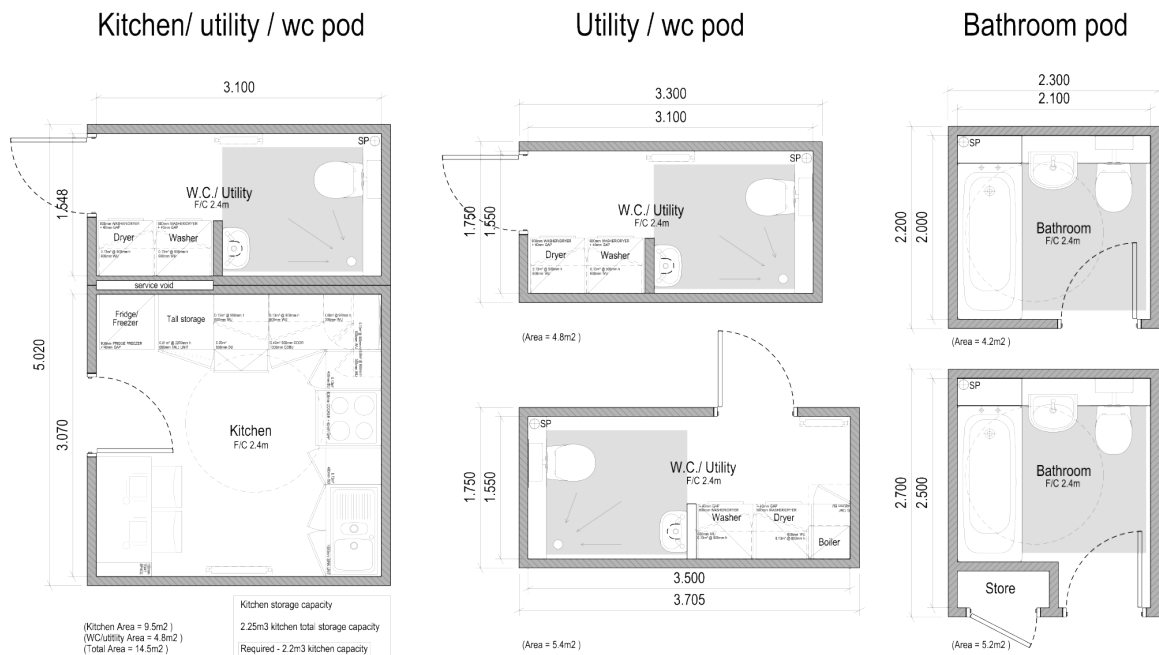 Kitchen/ utility / wc pod
3.100
SP
1.548
W.C./ Utility
F/C 2.4m
Dryer
Washer
service void
Fridge/
Freezer
Tall storage
5.020
3.070
Kitchen
F/C 2.4m
(Kitchen Area = 9.5m2 )
(WC/utitlity Area = 4.8m2 )
(Total Area = 14.5m2 )
Kitchen storage capacity
2.25m3 kitchen total storage capacity
Required - 2.2m3 kitchen capacity
Utility / wc pod
3.300
3.100
SP
1.750
1.550
W.C./ Utility
F/C 2.4m
Dryer
Washer
(Area = 4.8m2 )
SP
1.750
1.550
W.C./ Utility
F/C 2.4m
Washer
Dryer
Boiler
3.500
3.705
(Area = 5.4m2 )
Bathroom pod
2.300
2.100
SP
2.200
2.000
Bathroom
F/C 2.4m
(Area = 4.2m2 )
SP
2.700
2.500
Bathroom
F/C 2.4m
Store
(Area = 5.2m2 )